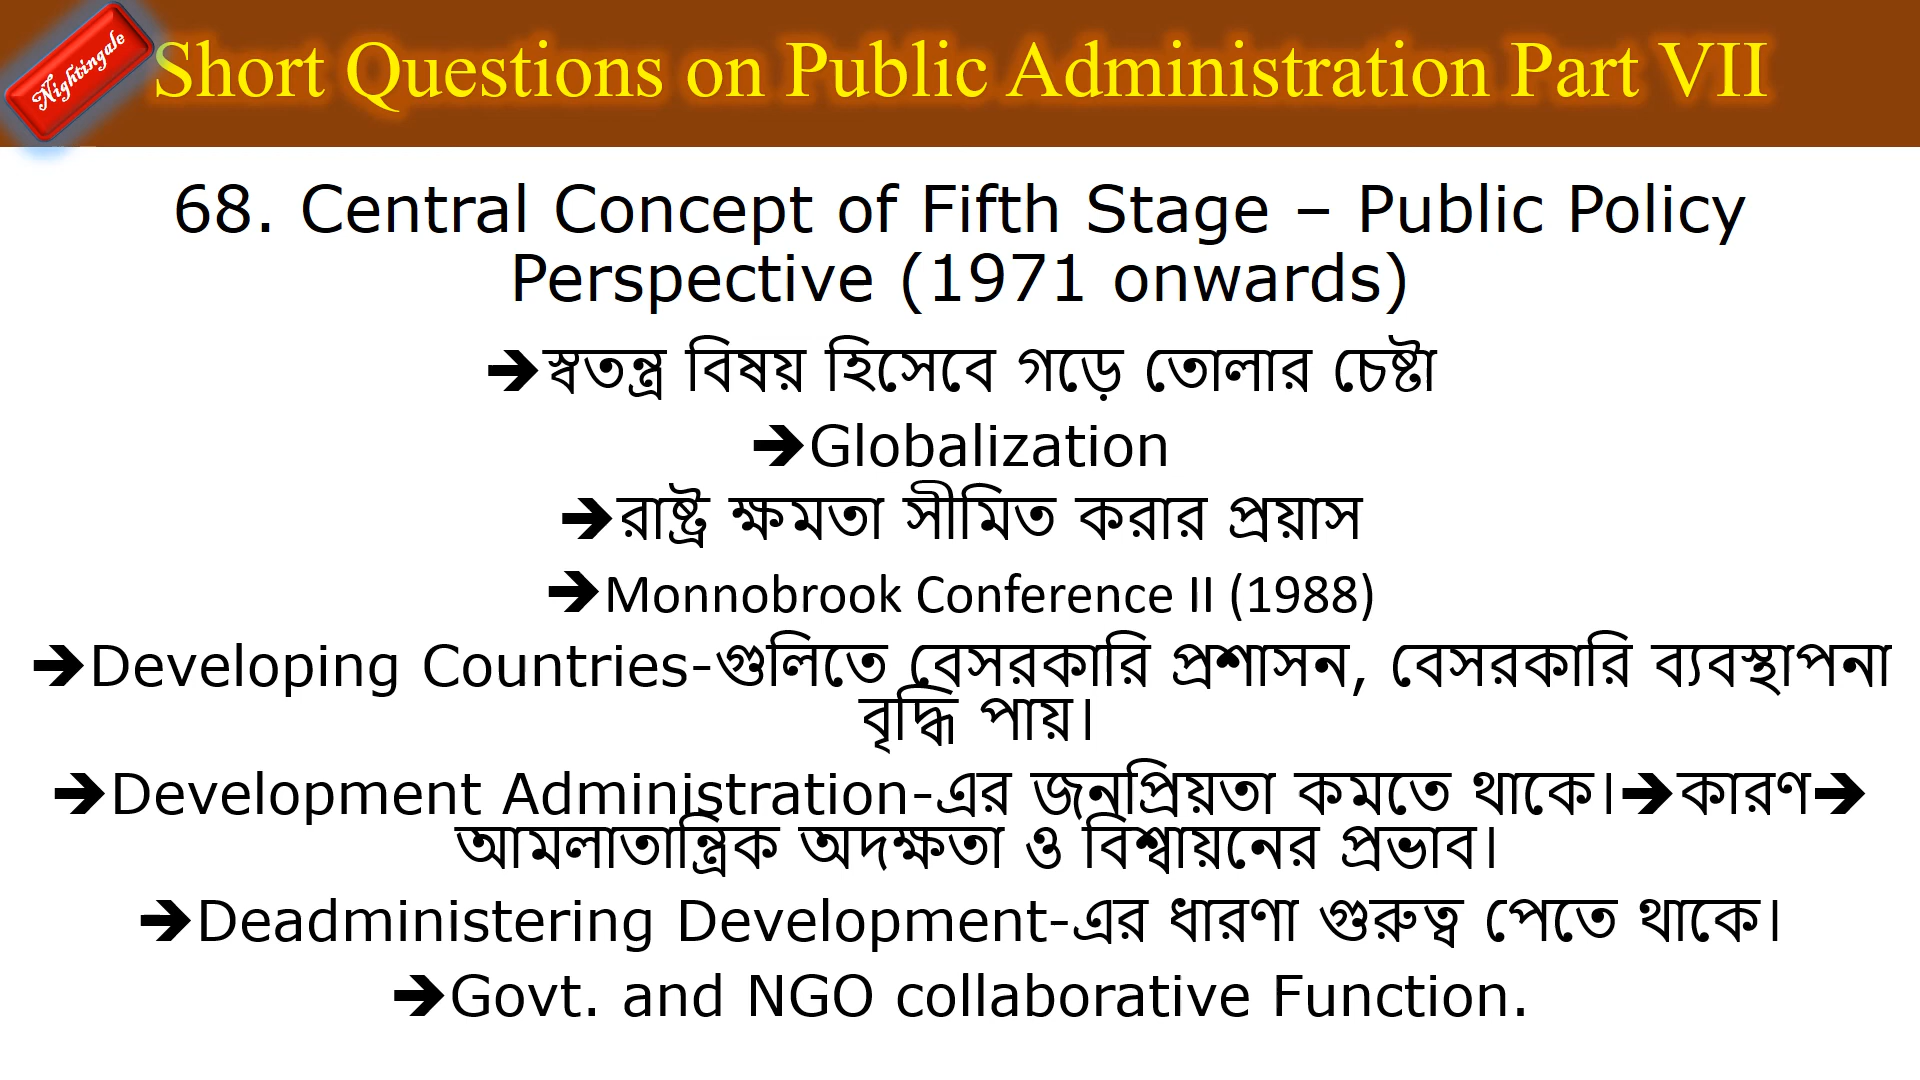 Nightingale
Short Questions on Public Administration Part VII
68. Central Concept of Fifth Stage – Public Policy
Perspective (1971 onwards)
➔স্বতন্ত্র বিষয় হিসেবে গড়ে তোলার চেষ্টা
➔Globalization
➔রাষ্ট্র ক্ষমতা সীমিত করার প্রয়াস
➔Monnobrook Conference II (1988)
➔Developing Countries-গুলিতে বেসরকারি প্রশাসন, বেসরকারি ব্যবস্থাপনা
বৃদ্ধি পায়।
➔Development Administration-এর জনপ্রিয়তা কমতে থাকে।➔কারণ➔
আমলাতান্ত্রিক অদক্ষতা ও বিশ্বায়নের প্রভাব।
➔Deadministering Development-এর ধারণা গুরুত্ব পেতে থাকে।
➔Govt. and NGO collaborative Function.